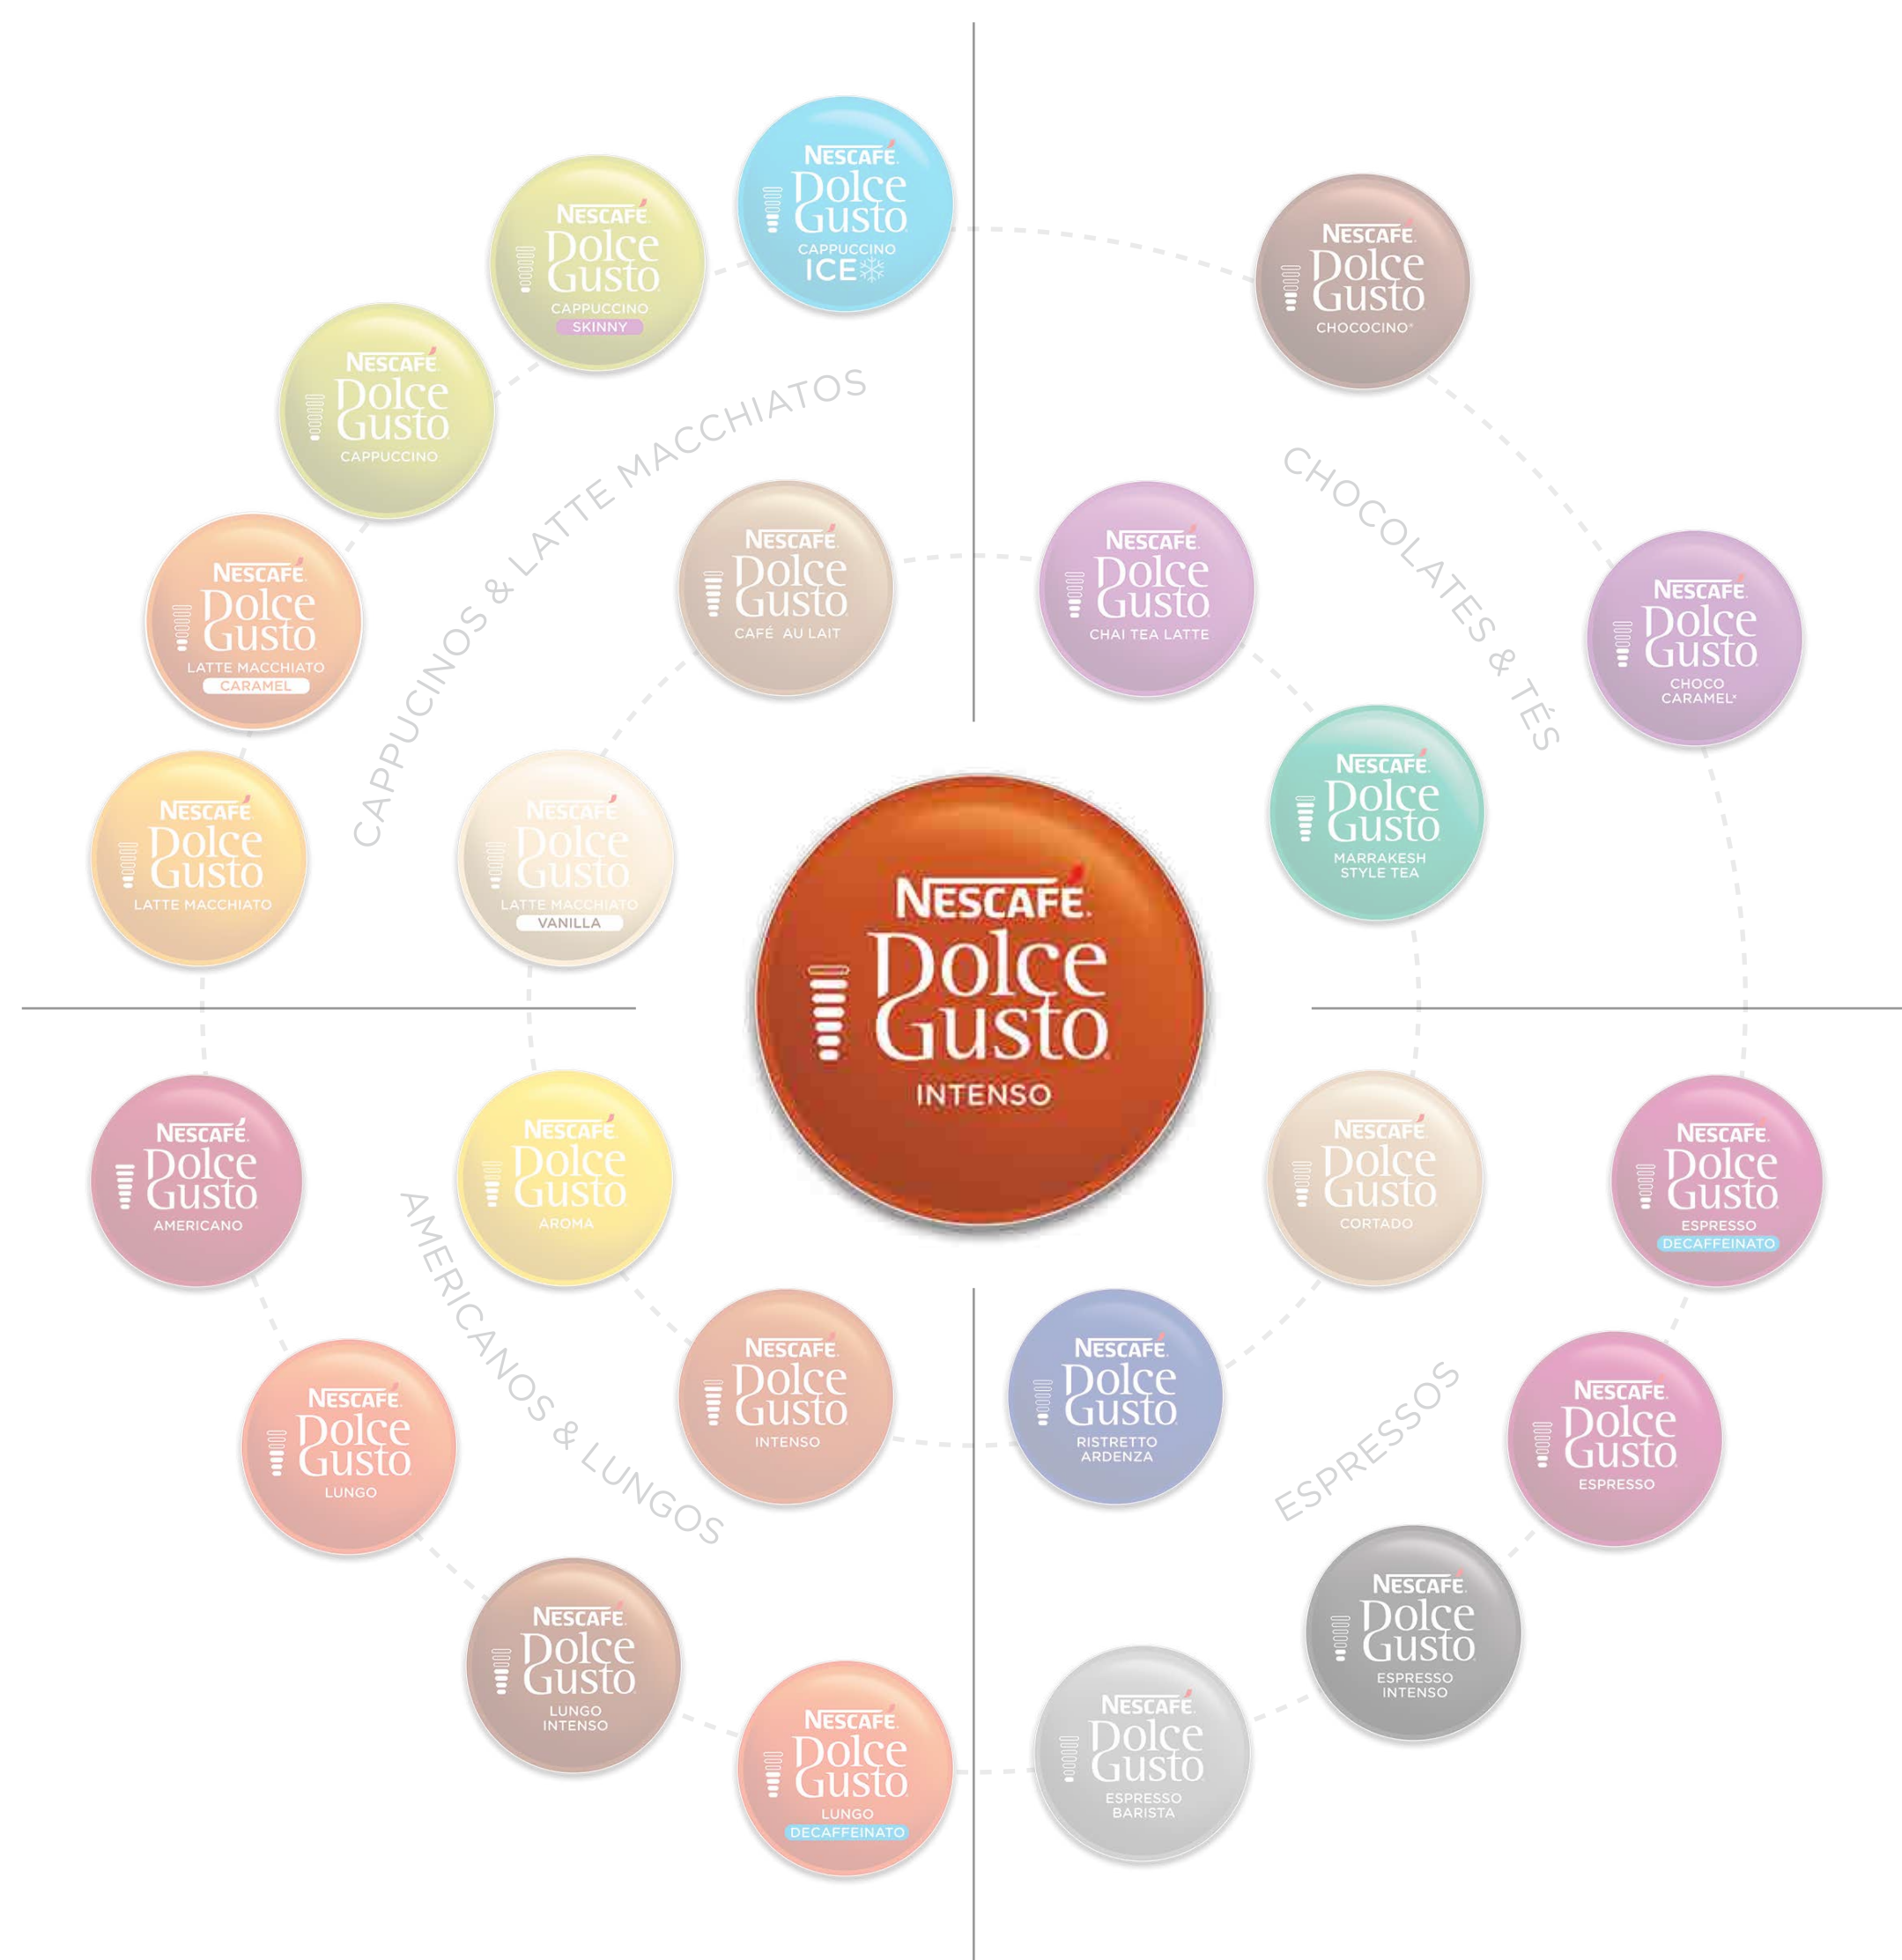 NESCAFÉ.
Dolce
Gusto
CAPPUCCINO
ICE
NESCAFÉ.
Dolce
Gusto
CAPPUCCINO
SKINNY
NESCAFÉ.
Dolce
Gusto
CAPPUCCINO
NESCAFÉ.
Dolce
Gusto
LATTE MACCHIATO
CARAMEL
NESCAFÉ.
Dolce
Gusto
LATTE MACCHIATO
CAPPUCINOS & LATTE MACCHIATOS
NESCAFÉ.
Dolce
Gusto
CAFÉ AU LAIT
NESCAFÉ.
Dolce
Gusto
LATTE MACCHIATO
VANILLA
NESCAFÉ.
Dolce
Gusto
CHOCOCINO®
CHOCOLATES & TÉS
NESCAFÉ.
Dolce
Gusto
CHAI TEA LATTE
NESCAFÉ.
Dolce
Gusto
CHOCO
CARAMEL®
NESCAFÉ.
Dolce
Gusto
MARRAKESH
STYLE TEA
NESCAFÉ.
Dolce
Gusto
INTENSO
NESCAFÉ.
Dolce
Gusto
AMERICANO
NESCAFÉ.
Dolce
Gusto
AROMA
AMERICANOS & LUNGOS
NESCAFÉ.
Dolce
Gusto
INTENSO
NESCAFÉ.
Dolce
Gusto
LUNGO
NESCAFÉ.
Dolce
Gusto
LUNGO
INTENSO
NESCAFÉ.
Dolce
Gusto
LUNGO
DECAFFEINATO
NESCAFÉ.
Dolce
Gusto
CORTADO
NESCAFÉ.
Dolce
Gusto
ESPRESSO
DECAFFEINATO
NESCAFÉ.
Dolce
Gusto
RISTRETTO
ARDENZA
ESPRESSOS
NESCAFÉ.
Dolce
Gusto
ESPRESSO
NESCAFÉ.
Dolce
Gusto
ESPRESSO
INTENSO
NESCAFÉ.
Dolce
Gusto
ESPRESSO
BARISTA